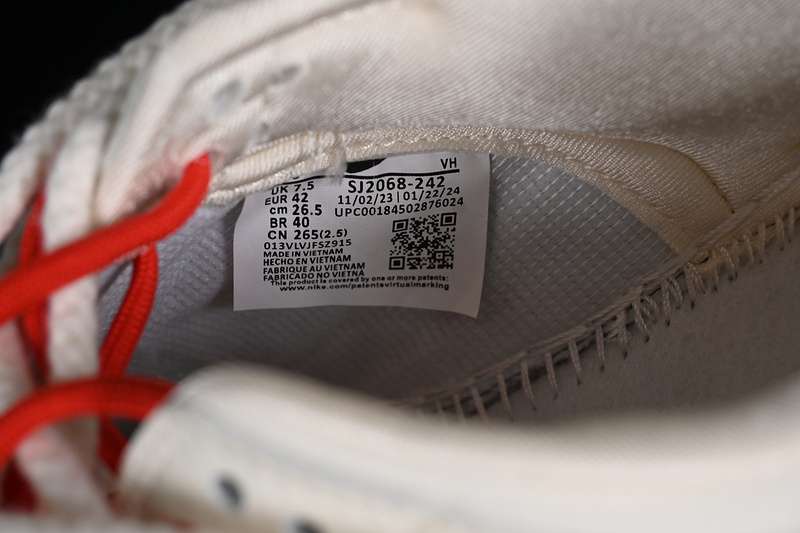 VH
UK 7.5
EUR 42
cm 26.5
BR 40
CN 265(2.5)
SJ2068-242
11/02/23 | 01/22/24
UPC00184502876024
013VLVJFSZ915
MADE IN VIETNAM
HECHO EN VIETNAM
FABRIQUE AU VIETNAM
FABRICADO NO VIETNÃ
This product is covered by one or more patents:
www.nike.com/patentsvirtualmarking